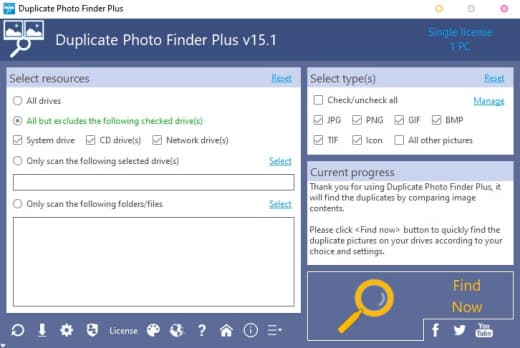 Duplicate Photo Finder Plus
Duplicate Photo Finder Plus v15.1
Single license
1 PC
Select resources
Reset
All drives
All but excludes the following checked drive(s)
System drive
CD drive(s)
Network drive(s)
Only scan the following selected drive(s)
Select
Only scan the following folders/files
Select
Select type(s)
Reset
Check/uncheck all
Manage
JPG
PNG
GIF
BMP
TIF
Icon
All other pictures
Current progress
Thank you for using Duplicate Photo Finder Plus, it
will find the duplicates by comparing image
contents.
Please click <Find now> button to quickly find the
duplicate pictures on your drives according to your
choice and settings.
Find
Now
License
You
Tube